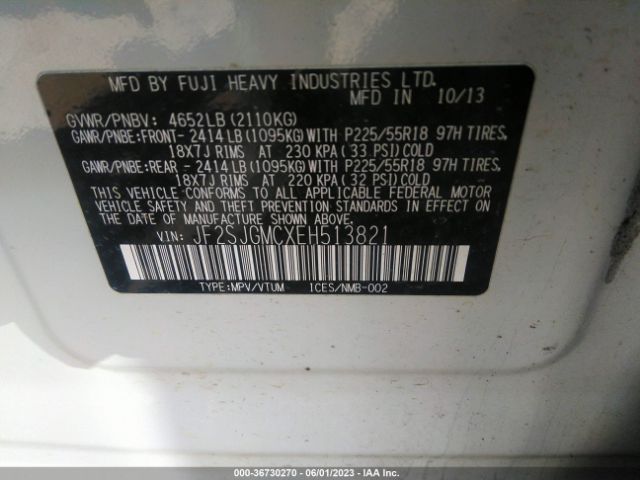 MFD BY FUJI HEAVY INDUSTRIES LTD.
MFD IN 10/13
GVWR/PNBV: 4652LB (2110KG)
GAWR/PNBE:FRONT- 2414LB (1095KG) WITH P225/55R18 97H TIRES,
18X7J RIMS AT 230 KPA (33 PSI) COLD
GAWR/PNBE:REAR - 2414LB (1095KG) WITH P225/55R18 97H TIRES,
18X7J RIMS AT 220 KPA (32 PSI) COLD
THIS VEHICLE CONFORMS TO ALL APPLICABLE FEDERAL MOTOR
VEHICLE SAFETY AND THEFT PREVENTION STANDARDS IN EFFECT
ON THE DATE OF MANUFACTURE SHOWN ABOVE.
VIN: JF2SJGMCXEH513821
TYPE:MPV/VTUM ICES/NMB-002
000-36730270 - 06/01/2023 - IAA Inc.